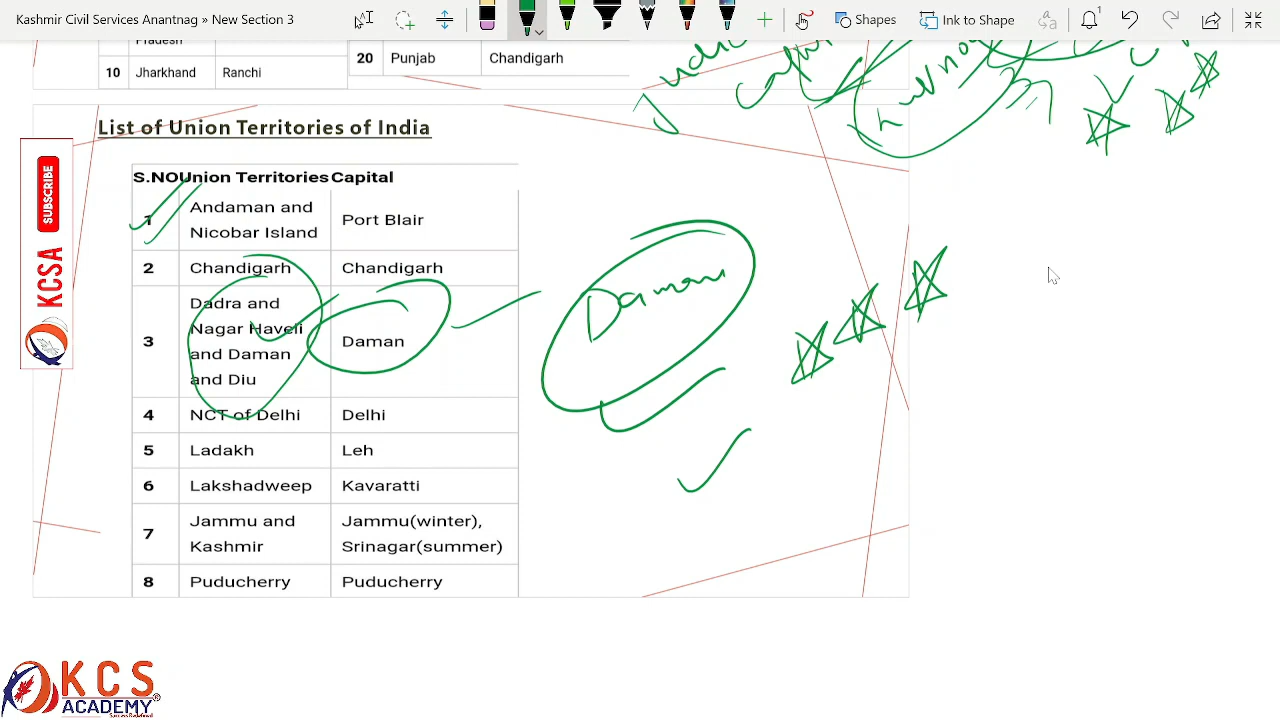 Kashmir Civil Services Anantnag » New Section 3
Shapes
Ink to Shape
1
Pradesh
10 Jharkhand Ranchi
20 Punjab Chandigarh
List of Union Territories of India
SUBSCRIBE
KCSA
S.NO Union Territories Capital
1 Andaman and Nicobar Island Port Blair
2 Chandigarh Chandigarh
3 Dadra and Nagar Haveli and Daman and Diu Daman
Daman
4 NCT of Delhi Delhi
5 Ladakh Leh
6 Lakshadweep Kavaratti
7 Jammu and Kashmir Jammu(winter), Srinagar(summer)
8 Puducherry Puducherry
KCS
ACADEMY